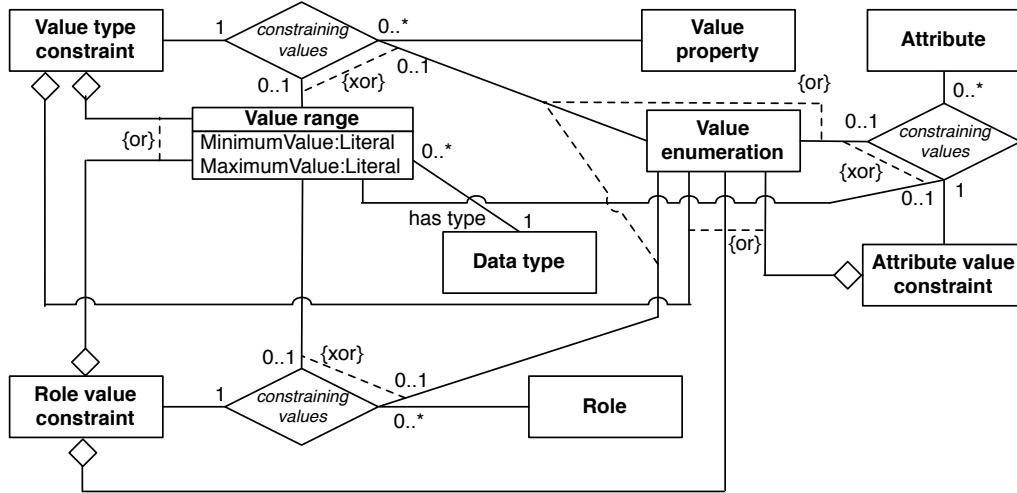 Value type
constraint
1
constraining
values
0..*
Value
property
Attribute
0..1
{xor}
0..1
{or}
0..*
Value range
MinimumValue:Literal
MaximumValue:Literal
{or}
0..*
Value
enumeration
0..1
constraining
values
{xor}
0..1
1
has type
1
Data type
{or}
Attribute value
constraint
0..1
{xor}
0..1
Role value
constraint
1
constraining
values
0..*
Role